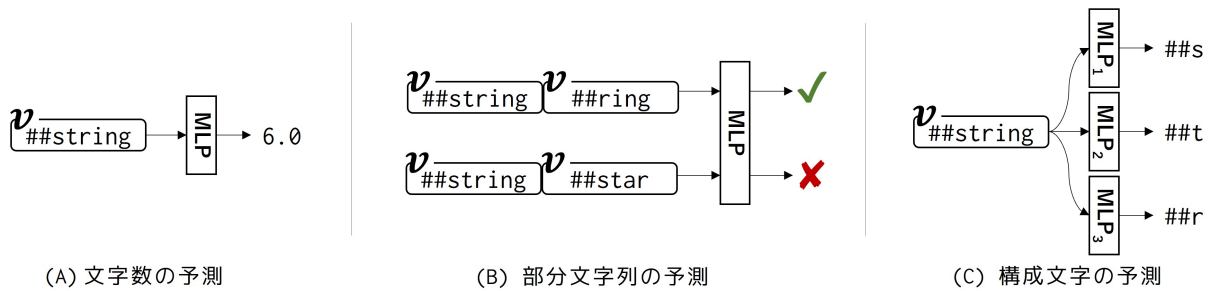 v
##string
MLP
6.0
(A) 文字数の予測
v
##string
v
##ring
✓
v
##string
v
##star
✘
MLP
(B) 部分文字列の予測
v
##string
MLP1
##s
MLP2
##t
MLP3
##r
(C) 構成文字の予測